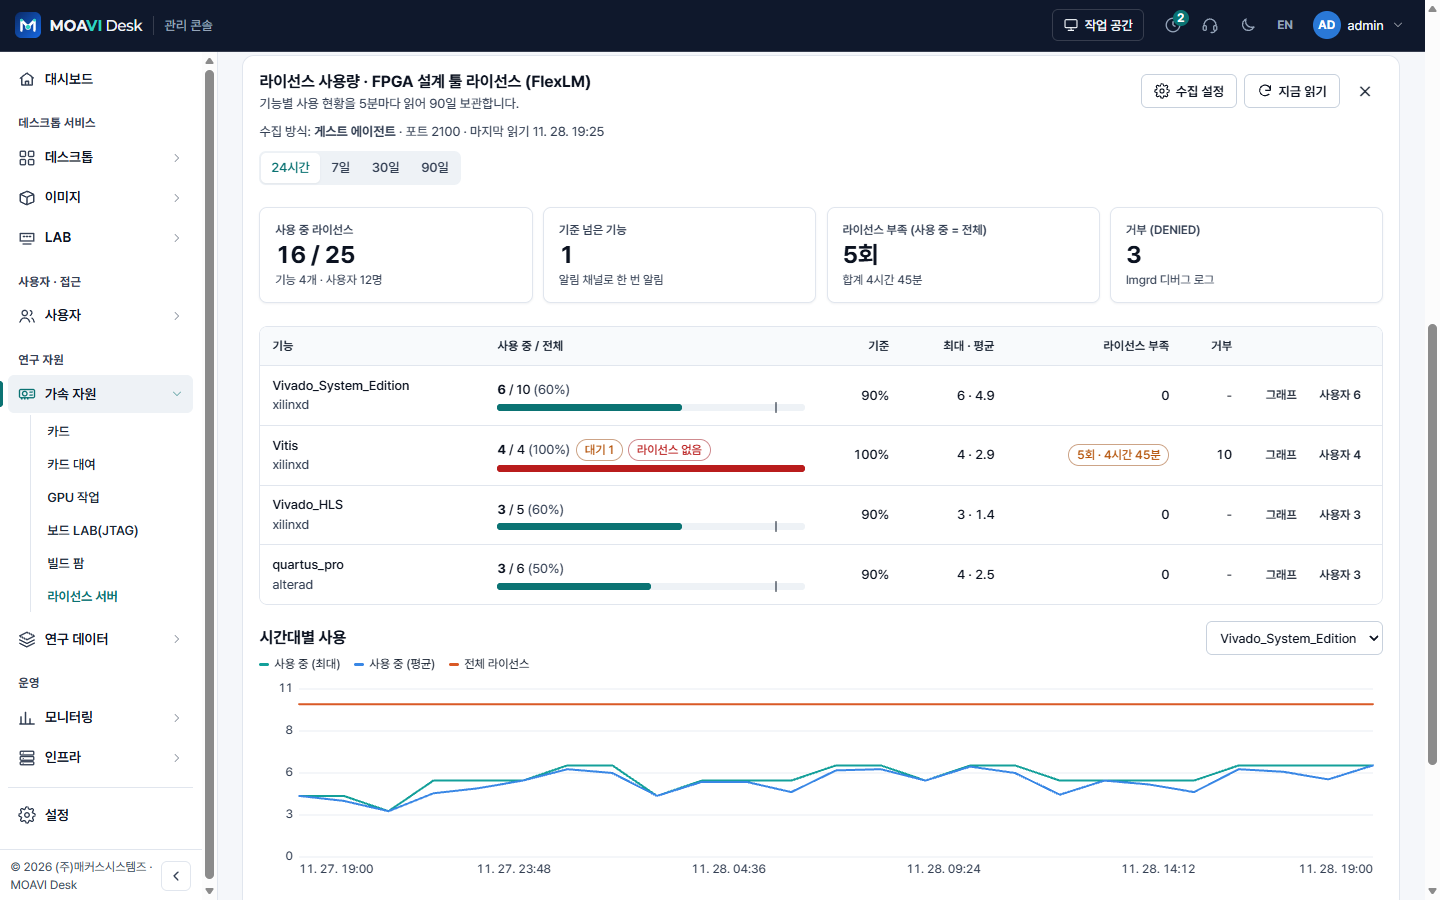 MOAVI Desk
관리 콘솔
작업 공간
2
EN
AD
admin
대시보드
데스크톱 서비스
데스크톱
이미지
LAB
사용자 · 접근
사용자
연구 자원
가속 자원
카드
카드 대여
GPU 작업
보드 LAB(JTAG)
빌드 팜
라이선스 서버
연구 데이터
운영
모니터링
인프라
설정
© 2026 (주)매커스시스템즈 ·
MOAVI Desk
라이선스 사용량 · FPGA 설계 툴 라이선스 (FlexLM)
기능별 사용 현황을 5분마다 읽어 90일 보관합니다.
수집 설정
지금 읽기
수집 방식: 게스트 에이전트 · 포트 2100 · 마지막 읽기 11. 28. 19:25
24시간 7일 30일 90일
사용 중 라이선스
16 / 25
기능 4개 · 사용자 12명
기준 넘은 기능
1
알림 채널로 한 번 알림
라이선스 부족 (사용 중 = 전체)
5회
합계 4시간 45분
거부 (DENIED)
3
lmgrd 디버그 로그
기능 사용 중 / 전체 기준 최대 · 평균 라이선스 부족 거부
Vivado_System_Edition
xilinxd
6 / 10 (60%)
90% 6 · 4.9 0 - 그래프 사용자 6
Vitis
xilinxd
4 / 4 (100%) 대기 1 라이선스 없음
100% 4 · 2.9 5회 · 4시간 45분 10 그래프 사용자 4
Vivado_HLS
xilinxd
3 / 5 (60%)
90% 3 · 1.4 0 - 그래프 사용자 3
quartus_pro
alterad
3 / 6 (50%)
90% 4 · 2.5 0 - 그래프 사용자 3
시간대별 사용
Vivado_System_Edition
사용 중 (최대) 사용 중 (평균) 전체 라이선스
11
8
6
3
0
11. 27. 19:00 11. 27. 23:48 11. 28. 04:36 11. 28. 09:24 11. 28. 14:12 11. 28. 19:00